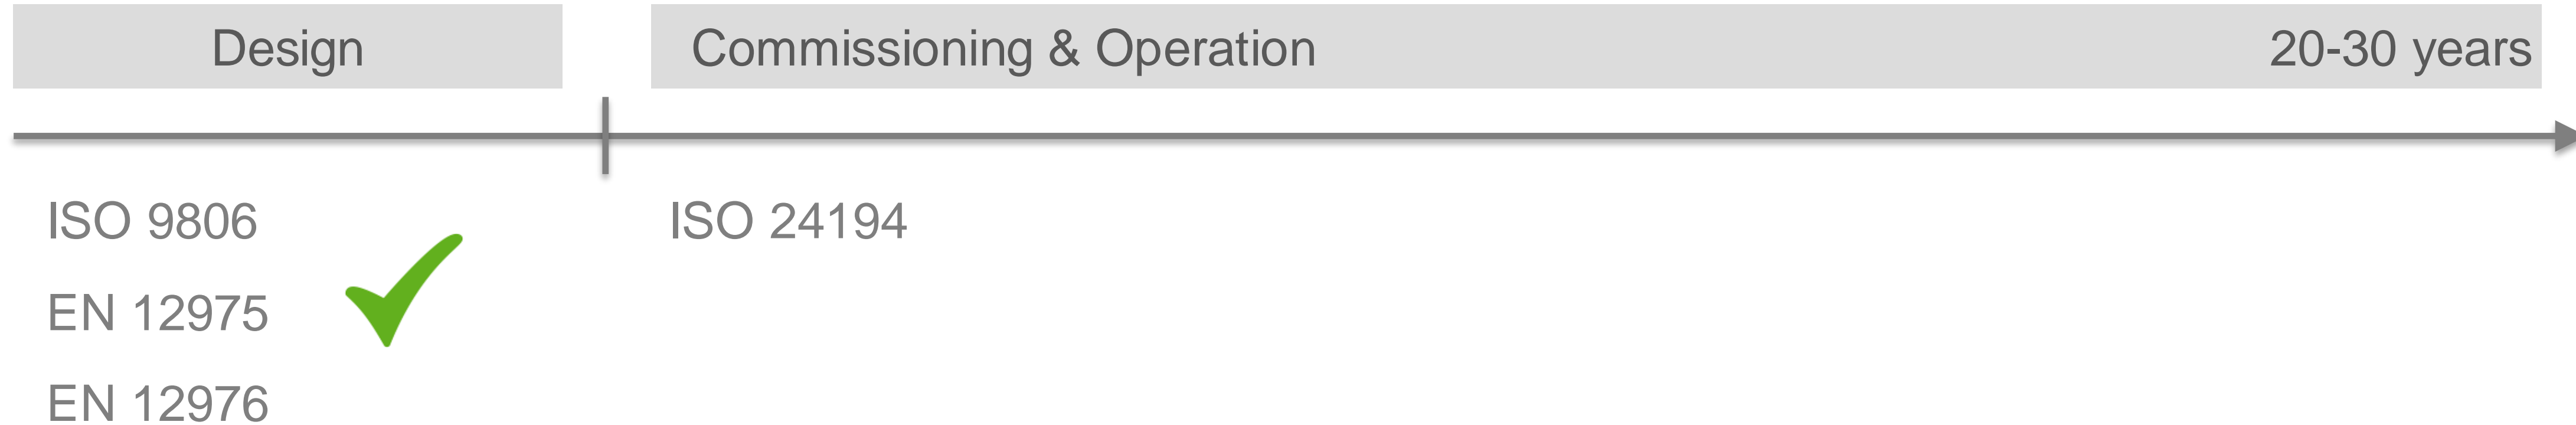 Design
Commissioning & Operation 20-30 years
ISO 9806
ISO 24194
EN 12975
EN 12976